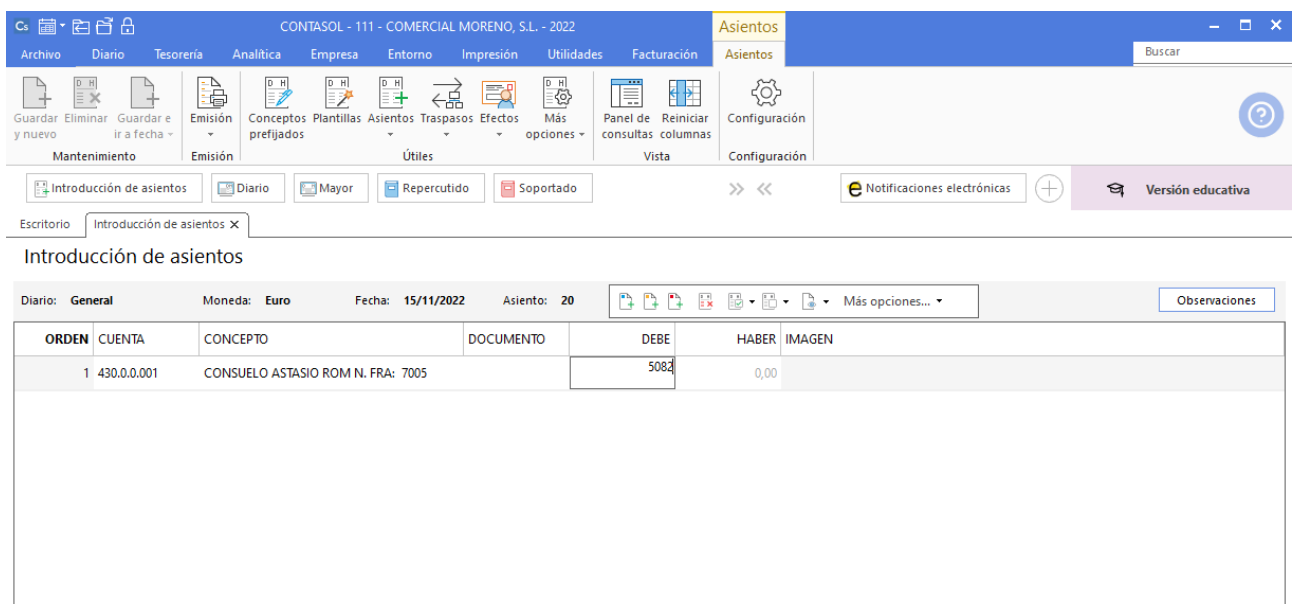 Cs CONTASOL - 111 - COMERCIAL MORENO, S.L. - 2022 Asientos
Archivo Diario Tesorería Analítica Empresa Entorno Impresión Utilidades Facturación Asientos Buscar
D H D H D H D H D H
Guardar Eliminar Guardar e Emisión Conceptos Plantillas Asientos Traspasos Efectos Más Panel de Reiniciar Configuración
y nuevo ir a fecha prefijados opciones consultas columnas
Mantenimiento Emisión Útiles Vista Configuración
Introducción de asientos Diario Mayor Repercutido Soportado >> << e Notificaciones electrónicas Versión educativa
Escritorio Introducción de asientos X
Introducción de asientos
Diario: General Moneda: Euro Fecha: 15/11/2022 Asiento: 20 Más opciones... Observaciones
ORDEN CUENTA CONCEPTO DOCUMENTO DEBE HABER IMAGEN
1 430.0.0.001 CONSUELO ASTASIO ROM N. FRA: 7005 5082 0,00